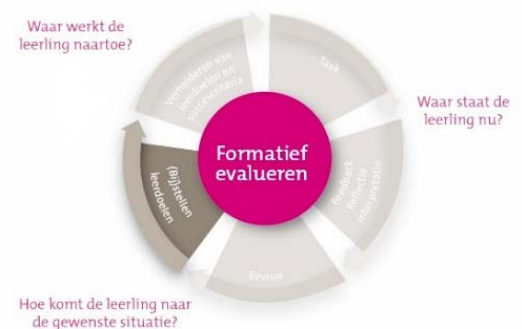 Waar werkt de
leerling naartoe?
Verhelderen van
leerdoelen en
succescriteria
Taak
Waar staat de
leerling nu?
Formatief
evalueren
(Bij)stellen
leerdoelen
Feedback
Reflectie
Interpretatie
Revisie
Hoe komt de leerling naar
de gewenste situatie?